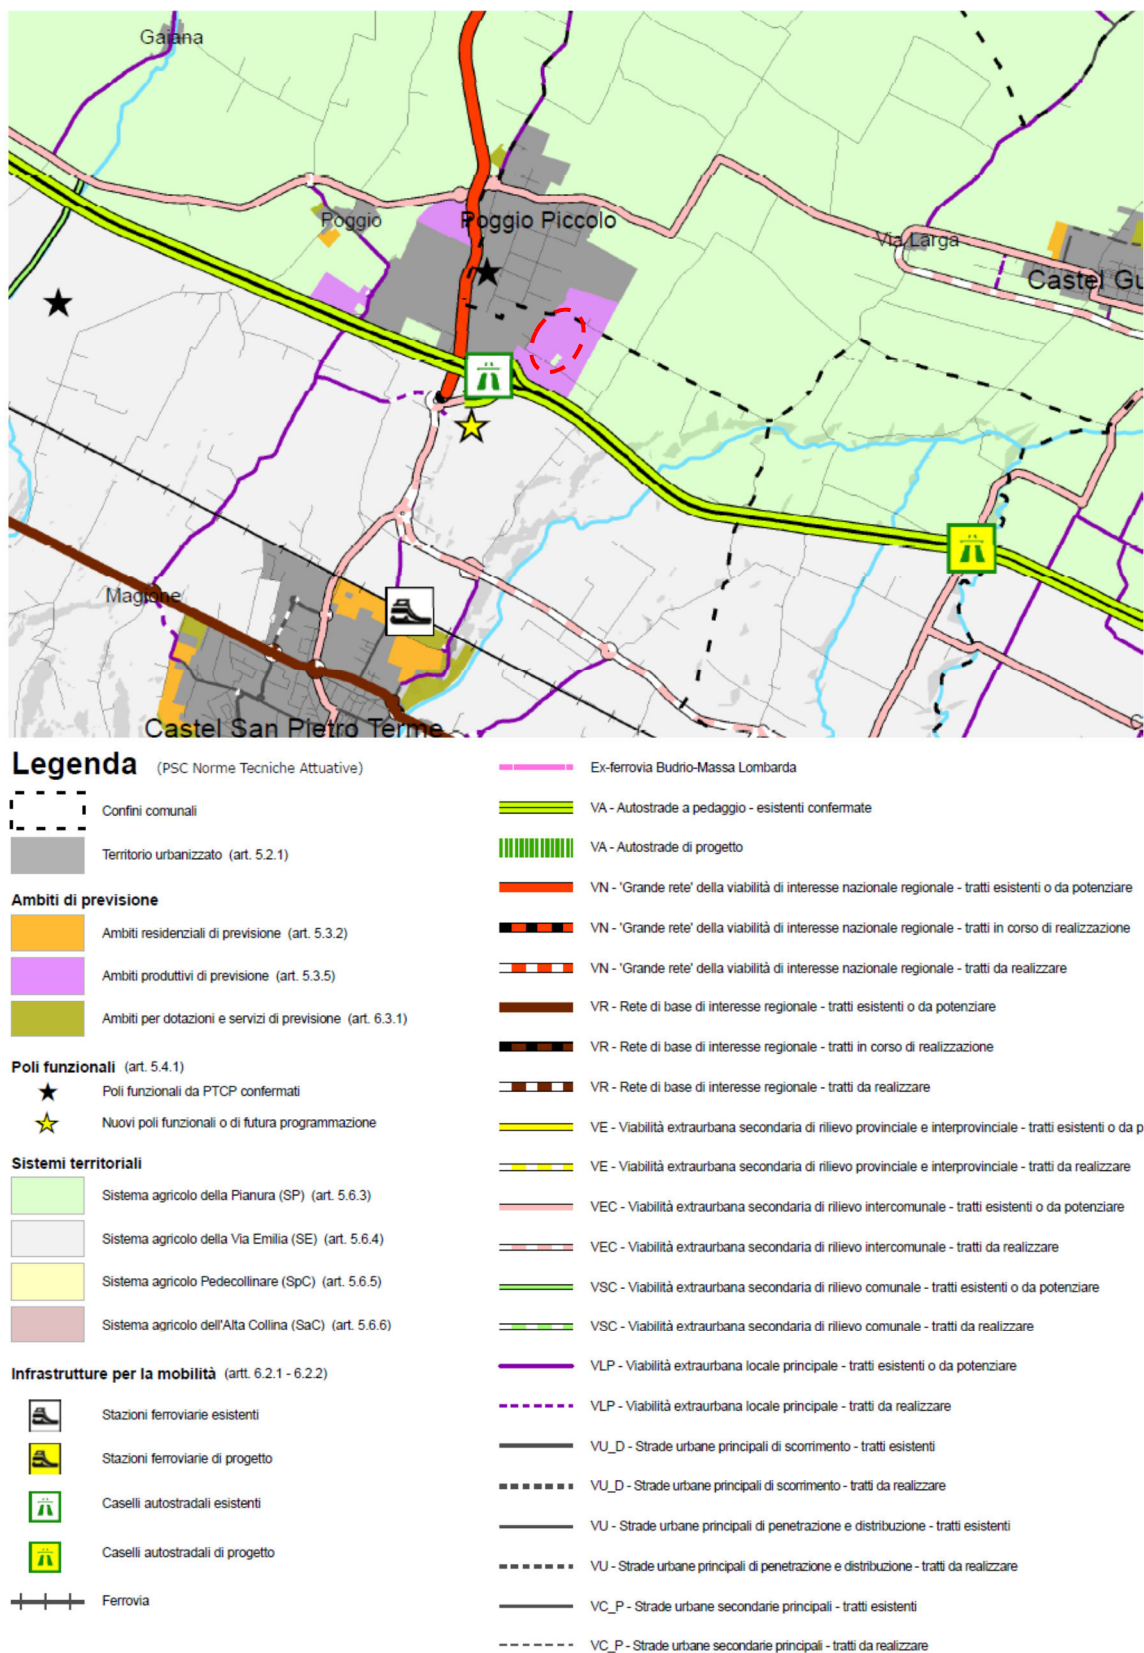 Gaiana
Poggio
Poggio Piccolo
Via Larga
Castel Gu
Magione
Castel San Pietro Terme
C
Legenda (PSC Norme Tecniche Attuative)
Confini comunali
Territorio urbanizzato (art. 5.2.1)
Ambiti di previsione
Ambiti residenziali di previsione (art. 5.3.2)
Ambiti produttivi di previsione (art. 5.3.5)
Ambiti per dotazioni e servizi di previsione (art. 6.3.1)
Poli funzionali (art. 5.4.1)
Poli funzionali da PTCP confermati
Nuovi poli funzionali o di futura programmazione
Sistemi territoriali
Sistema agricolo della Pianura (SP) (art. 5.6.3)
Sistema agricolo della Via Emilia (SE) (art. 5.6.4)
Sistema agricolo Pedecollinare (SpC) (art. 5.6.5)
Sistema agricolo dell'Alta Collina (SaC) (art. 5.6.6)
Infrastrutture per la mobilità (artt. 6.2.1 - 6.2.2)
Stazioni ferroviarie esistenti
Stazioni ferroviarie di progetto
Caselli autostradali esistenti
Caselli autostradali di progetto
Ferrovia
Ex-ferrovia Budrio-Massa Lombarda
VA - Autostrade a pedaggio - esistenti confermate
VA - Autostrade di progetto
VN - 'Grande rete' della viabilità di interesse nazionale regionale - tratti esistenti o da potenziare
VN - 'Grande rete' della viabilità di interesse nazionale regionale - tratti in corso di realizzazione
VN - 'Grande rete' della viabilità di interesse nazionale regionale - tratti da realizzare
VR - Rete di base di interesse regionale - tratti esistenti o da potenziare
VR - Rete di base di interesse regionale - tratti in corso di realizzazione
VR - Rete di base di interesse regionale - tratti da realizzare
VE - Viabilità extraurbana secondaria di rilievo provinciale e interprovinciale - tratti esistenti o da p
VE - Viabilità extraurbana secondaria di rilievo provinciale e interprovinciale - tratti da realizzare
VEC - Viabilità extraurbana secondaria di rilievo intercomunale - tratti esistenti o da potenziare
VEC - Viabilità extraurbana secondaria di rilievo intercomunale - tratti da realizzare
VSC - Viabilità extraurbana secondaria di rilievo comunale - tratti esistenti o da potenziare
VSC - Viabilità extraurbana secondaria di rilievo comunale - tratti da realizzare
VLP - Viabilità extraurbana locale principale - tratti esistenti o da potenziare
VLP - Viabilità extraurbana locale principale - tratti da realizzare
VU_D - Strade urbane principali di scorrimento - tratti esistenti
VU_D - Strade urbane principali di scorrimento - tratti da realizzare
VU - Strade urbane principali di penetrazione e distribuzione - tratti esistenti
VU - Strade urbane principali di penetrazione e distribuzione - tratti da realizzare
VC_P - Strade urbane secondarie principali - tratti esistenti
VC_P - Strade urbane secondarie principali - tratti da realizzare